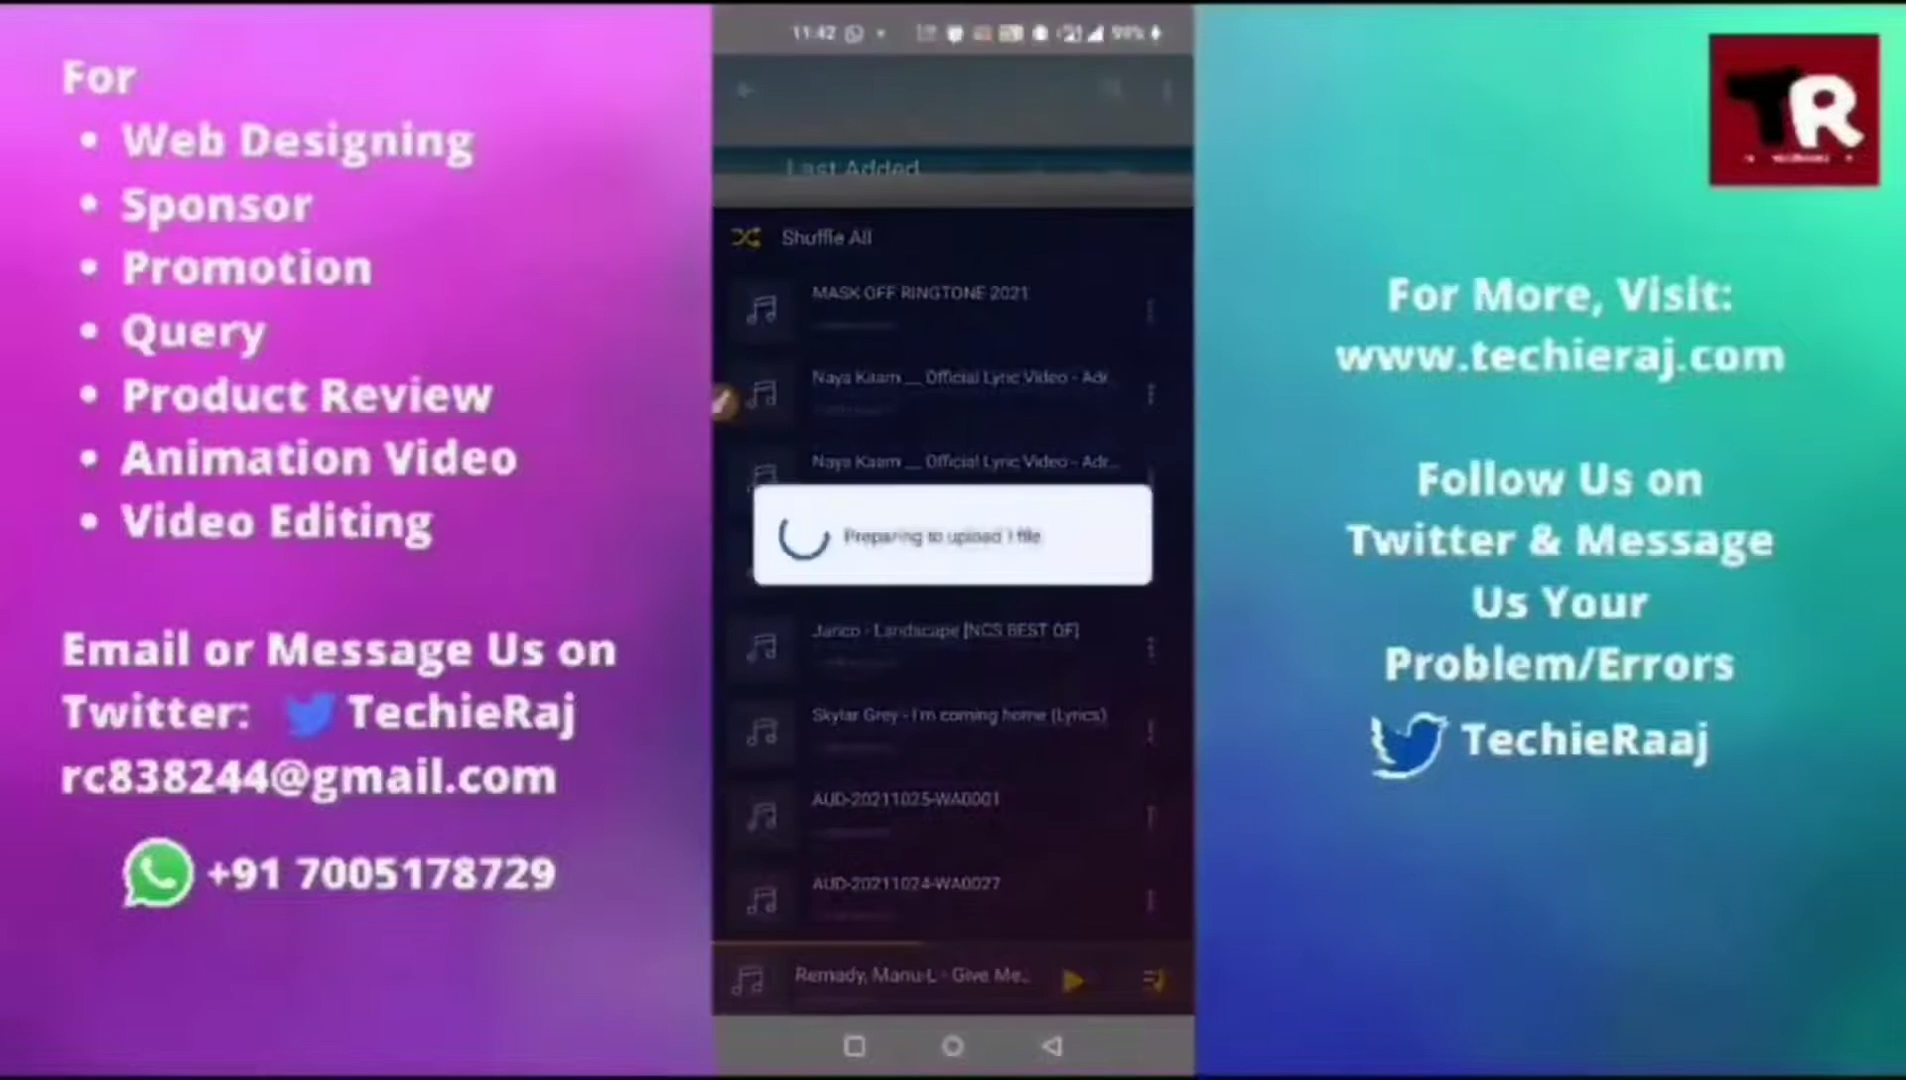 For
• Web Designing
• Sponsor
• Promotion
• Query
• Product Review
• Animation Video
• Video Editing
Email or Message Us on
Twitter: TechieRaj
rc838244@gmail.com
+91 7005178729
11:42
99%
Last Added
Shuffle All
MASK OFF RINGTONE 2021
Naya Kaam __ Official Lyric Video - Adr..
Naya Kaam __ Official Lyric Video - Adr...
Preparing to upload 1 file
Janco - Landscape [NCS BEST OF]
Skylar Grey - I'm coming home (Lyrics)
AUD-20211025-WA0001
AUD-20211024-WA0027
Remady, Manu-L - Give Me..
TR
For More, Visit:
www.techieraj.com
Follow Us on
Twitter & Message
Us Your
Problem/Errors
TechieRaaj